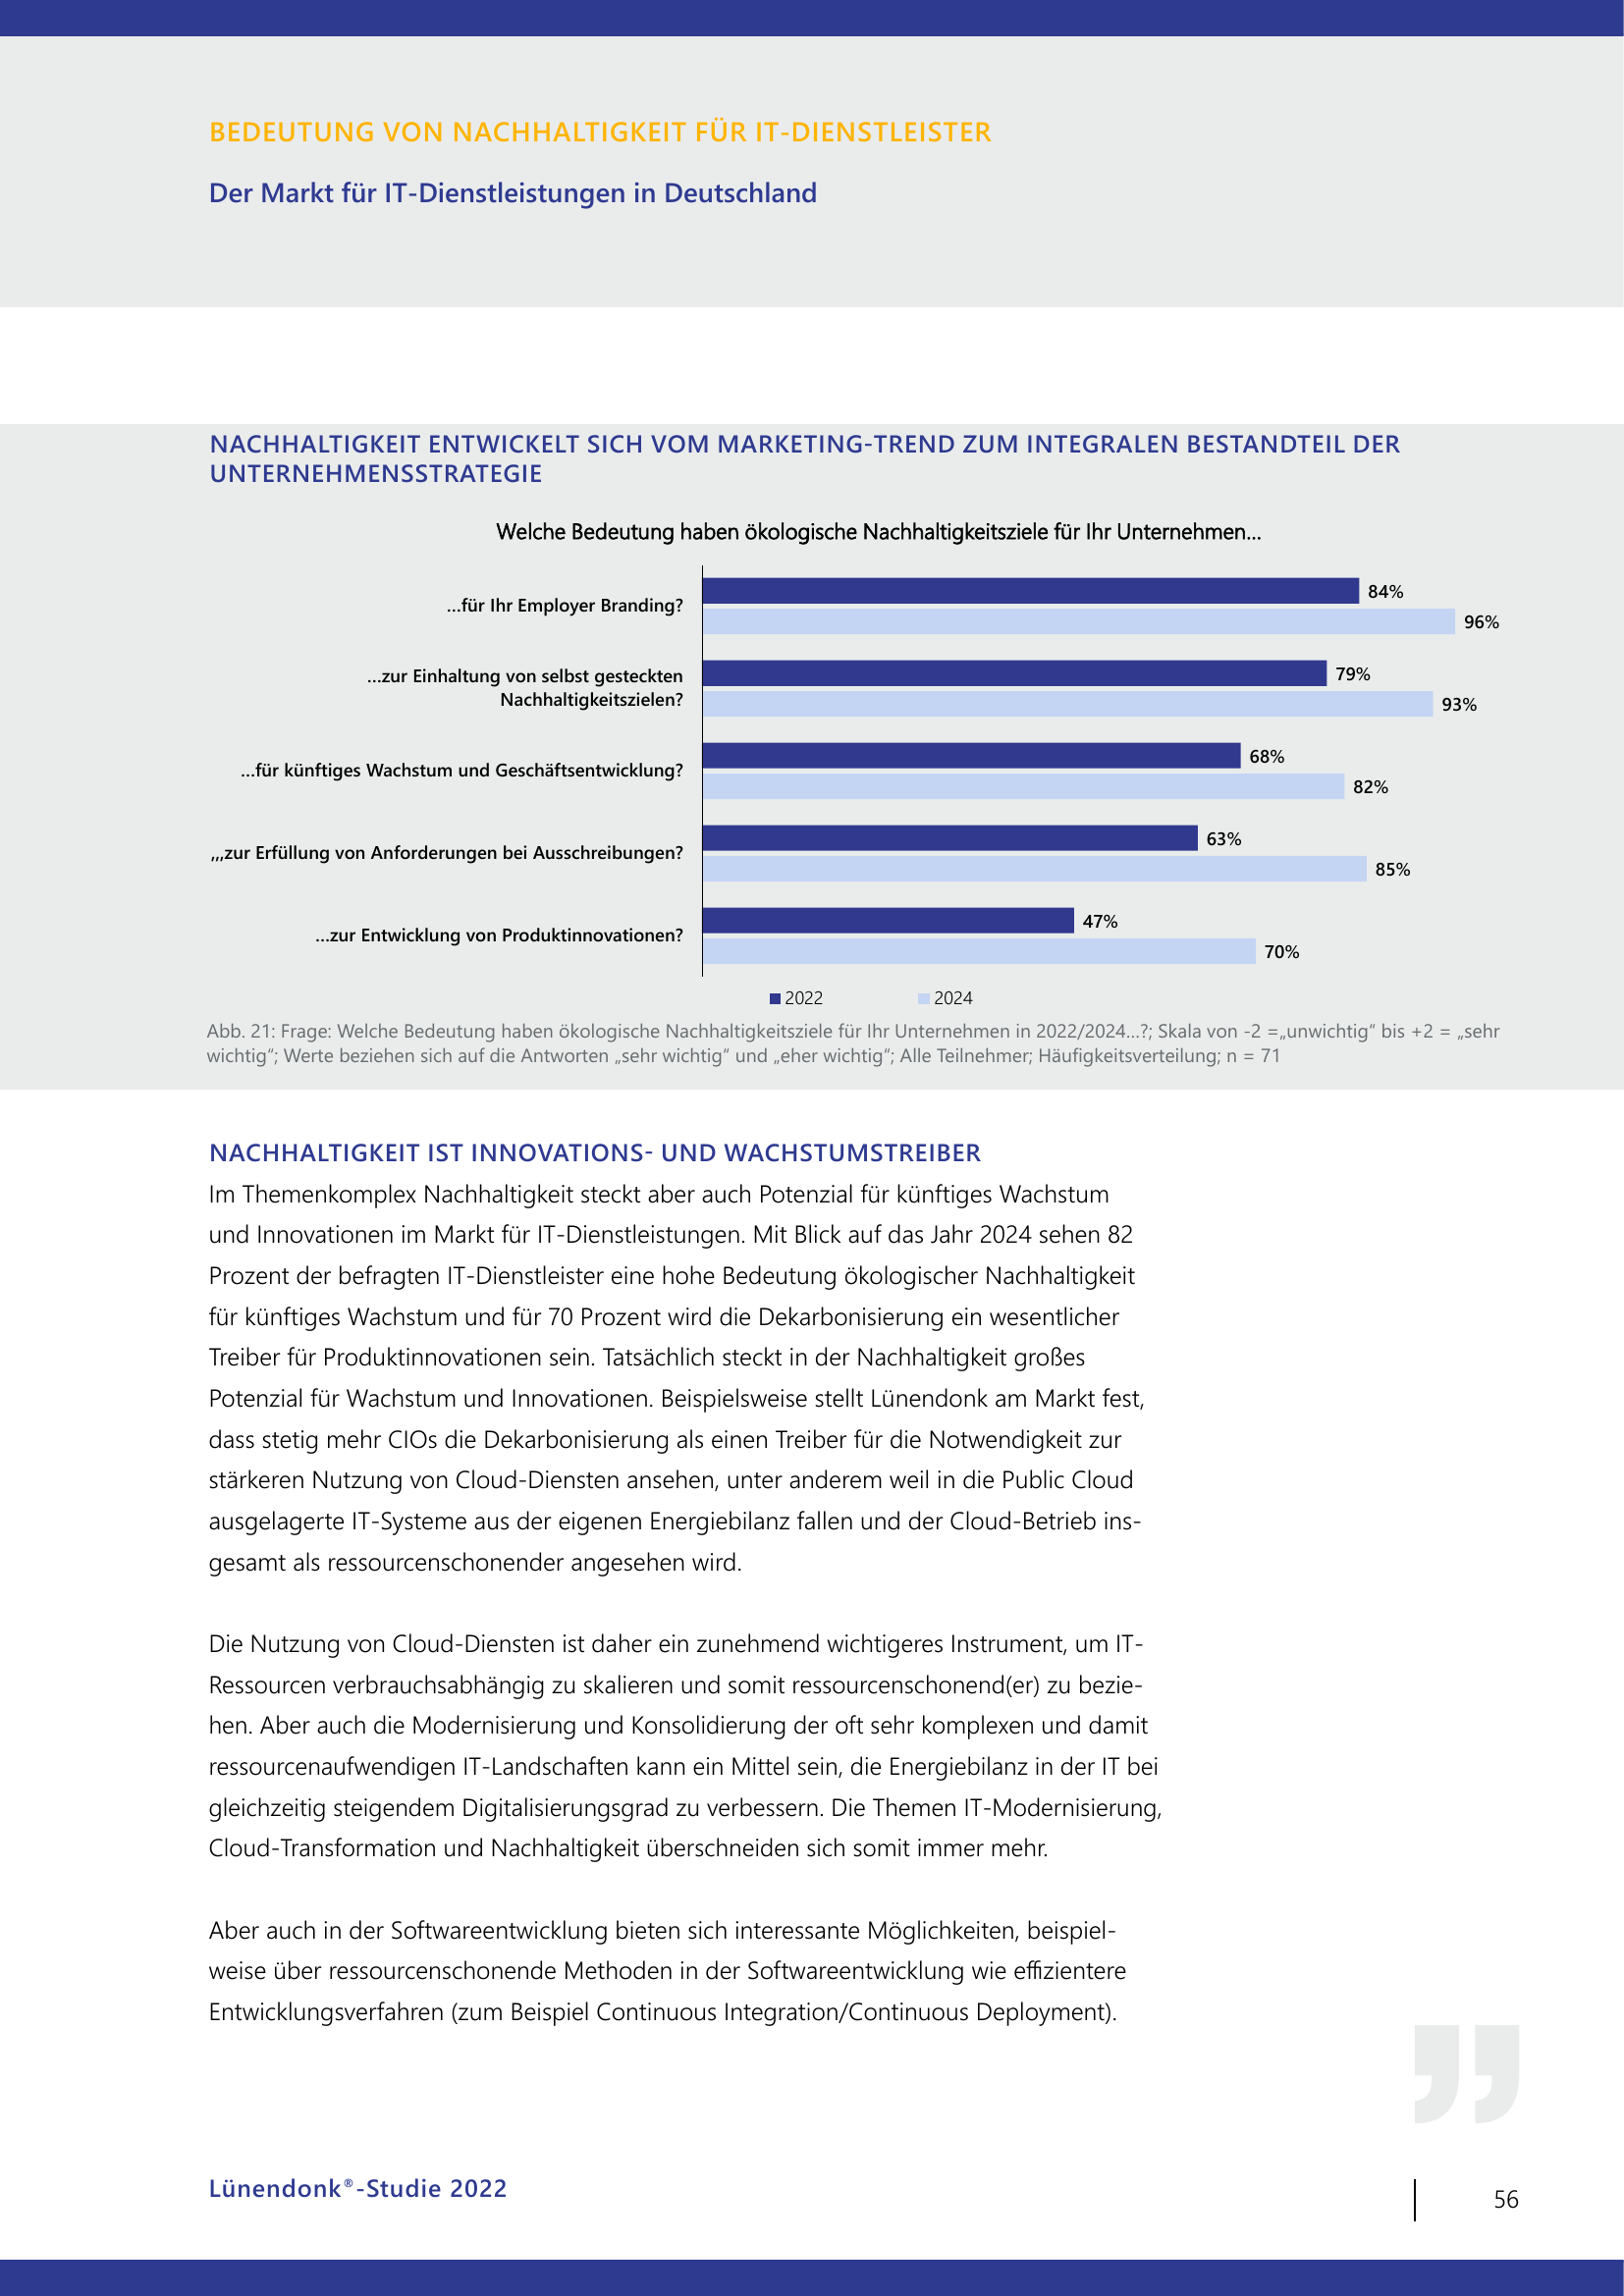 BEDEUTUNG VON NACHHALTIGKEIT FÜR IT-DIENSTLEISTER
Der Markt für IT-Dienstleistungen in Deutschland
NACHHALTIGKEIT ENTWICKELT SICH VOM MARKETING-TREND ZUM INTEGRALEN BESTANDTEIL DER
UNTERNEHMENSSTRATEGIE
Welche Bedeutung haben ökologische Nachhaltigkeitsziele für Ihr Unternehmen...
...für Ihr Employer Branding?
84%
96%
...zur Einhaltung von selbst gesteckten
Nachhaltigkeitszielen?
79%
93%
...für künftiges Wachstum und Geschäftsentwicklung?
68%
82%
,,,zur Erfüllung von Anforderungen bei Ausschreibungen?
63%
85%
...zur Entwicklung von Produktinnovationen?
47%
70%
2022
2024
Abb. 21: Frage: Welche Bedeutung haben ökologische Nachhaltigkeitsziele für Ihr Unternehmen in 2022/2024...?; Skala von -2 =„unwichtig“ bis +2 = „sehr
wichtig“; Werte beziehen sich auf die Antworten „sehr wichtig“ und „eher wichtig“; Alle Teilnehmer; Häufigkeitsverteilung; n = 71
NACHHALTIGKEIT IST INNOVATIONS- UND WACHSTUMSTREIBER
Im Themenkomplex Nachhaltigkeit steckt aber auch Potenzial für künftiges Wachstum
und Innovationen im Markt für IT-Dienstleistungen. Mit Blick auf das Jahr 2024 sehen 82
Prozent der befragten IT-Dienstleister eine hohe Bedeutung ökologischer Nachhaltigkeit
für künftiges Wachstum und für 70 Prozent wird die Dekarbonisierung ein wesentlicher
Treiber für Produktinnovationen sein. Tatsächlich steckt in der Nachhaltigkeit großes
Potenzial für Wachstum und Innovationen. Beispielsweise stellt Lünendonk am Markt fest,
dass stetig mehr CIOs die Dekarbonisierung als einen Treiber für die Notwendigkeit zur
stärkeren Nutzung von Cloud-Diensten ansehen, unter anderem weil in die Public Cloud
ausgelagerte IT-Systeme aus der eigenen Energiebilanz fallen und der Cloud-Betrieb ins-
gesamt als ressourcenschonender angesehen wird.
Die Nutzung von Cloud-Diensten ist daher ein zunehmend wichtigeres Instrument, um IT-
Ressourcen verbrauchsabhängig zu skalieren und somit ressourcenschonend(er) zu bezie-
hen. Aber auch die Modernisierung und Konsolidierung der oft sehr komplexen und damit
ressourcenaufwendigen IT-Landschaften kann ein Mittel sein, die Energiebilanz in der IT bei
gleichzeitig steigendem Digitalisierungsgrad zu verbessern. Die Themen IT-Modernisierung,
Cloud-Transformation und Nachhaltigkeit überschneiden sich somit immer mehr.
Aber auch in der Softwareentwicklung bieten sich interessante Möglichkeiten, beispiel-
weise über ressourcenschonende Methoden in der Softwareentwicklung wie effizientere
Entwicklungsverfahren (zum Beispiel Continuous Integration/Continuous Deployment).
Lünendonk®-Studie 2022
56